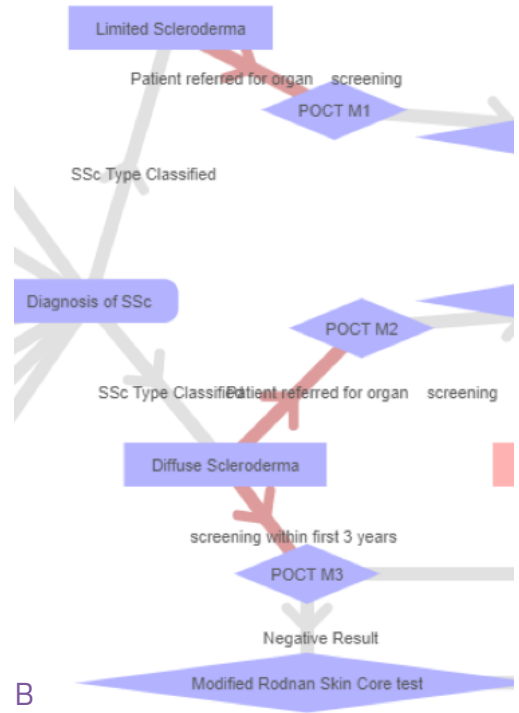 Limited Scleroderma
Patient referred for organ screening
POCT M1
SSc Type Classified
Diagnosis of SSc
POCT M2
SSc Type Classified
Patient referred for organ screening
Diffuse Scleroderma
screening within first 3 years
POCT M3
Negative Result
Modified Rodnan Skin Core test
B